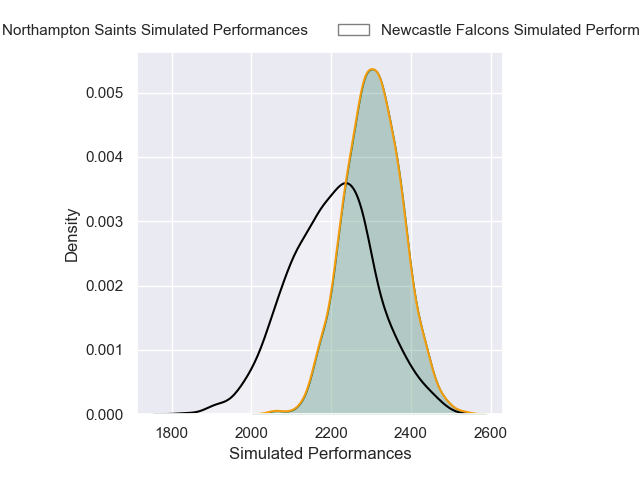 Northampton Saints Simulated Performances Newcastle Falcons Simulated Perform
0.005
0.004
0.003
0.002
0.001
0.000
Density
1800 2000 2200 2400 2600
Simulated Performances